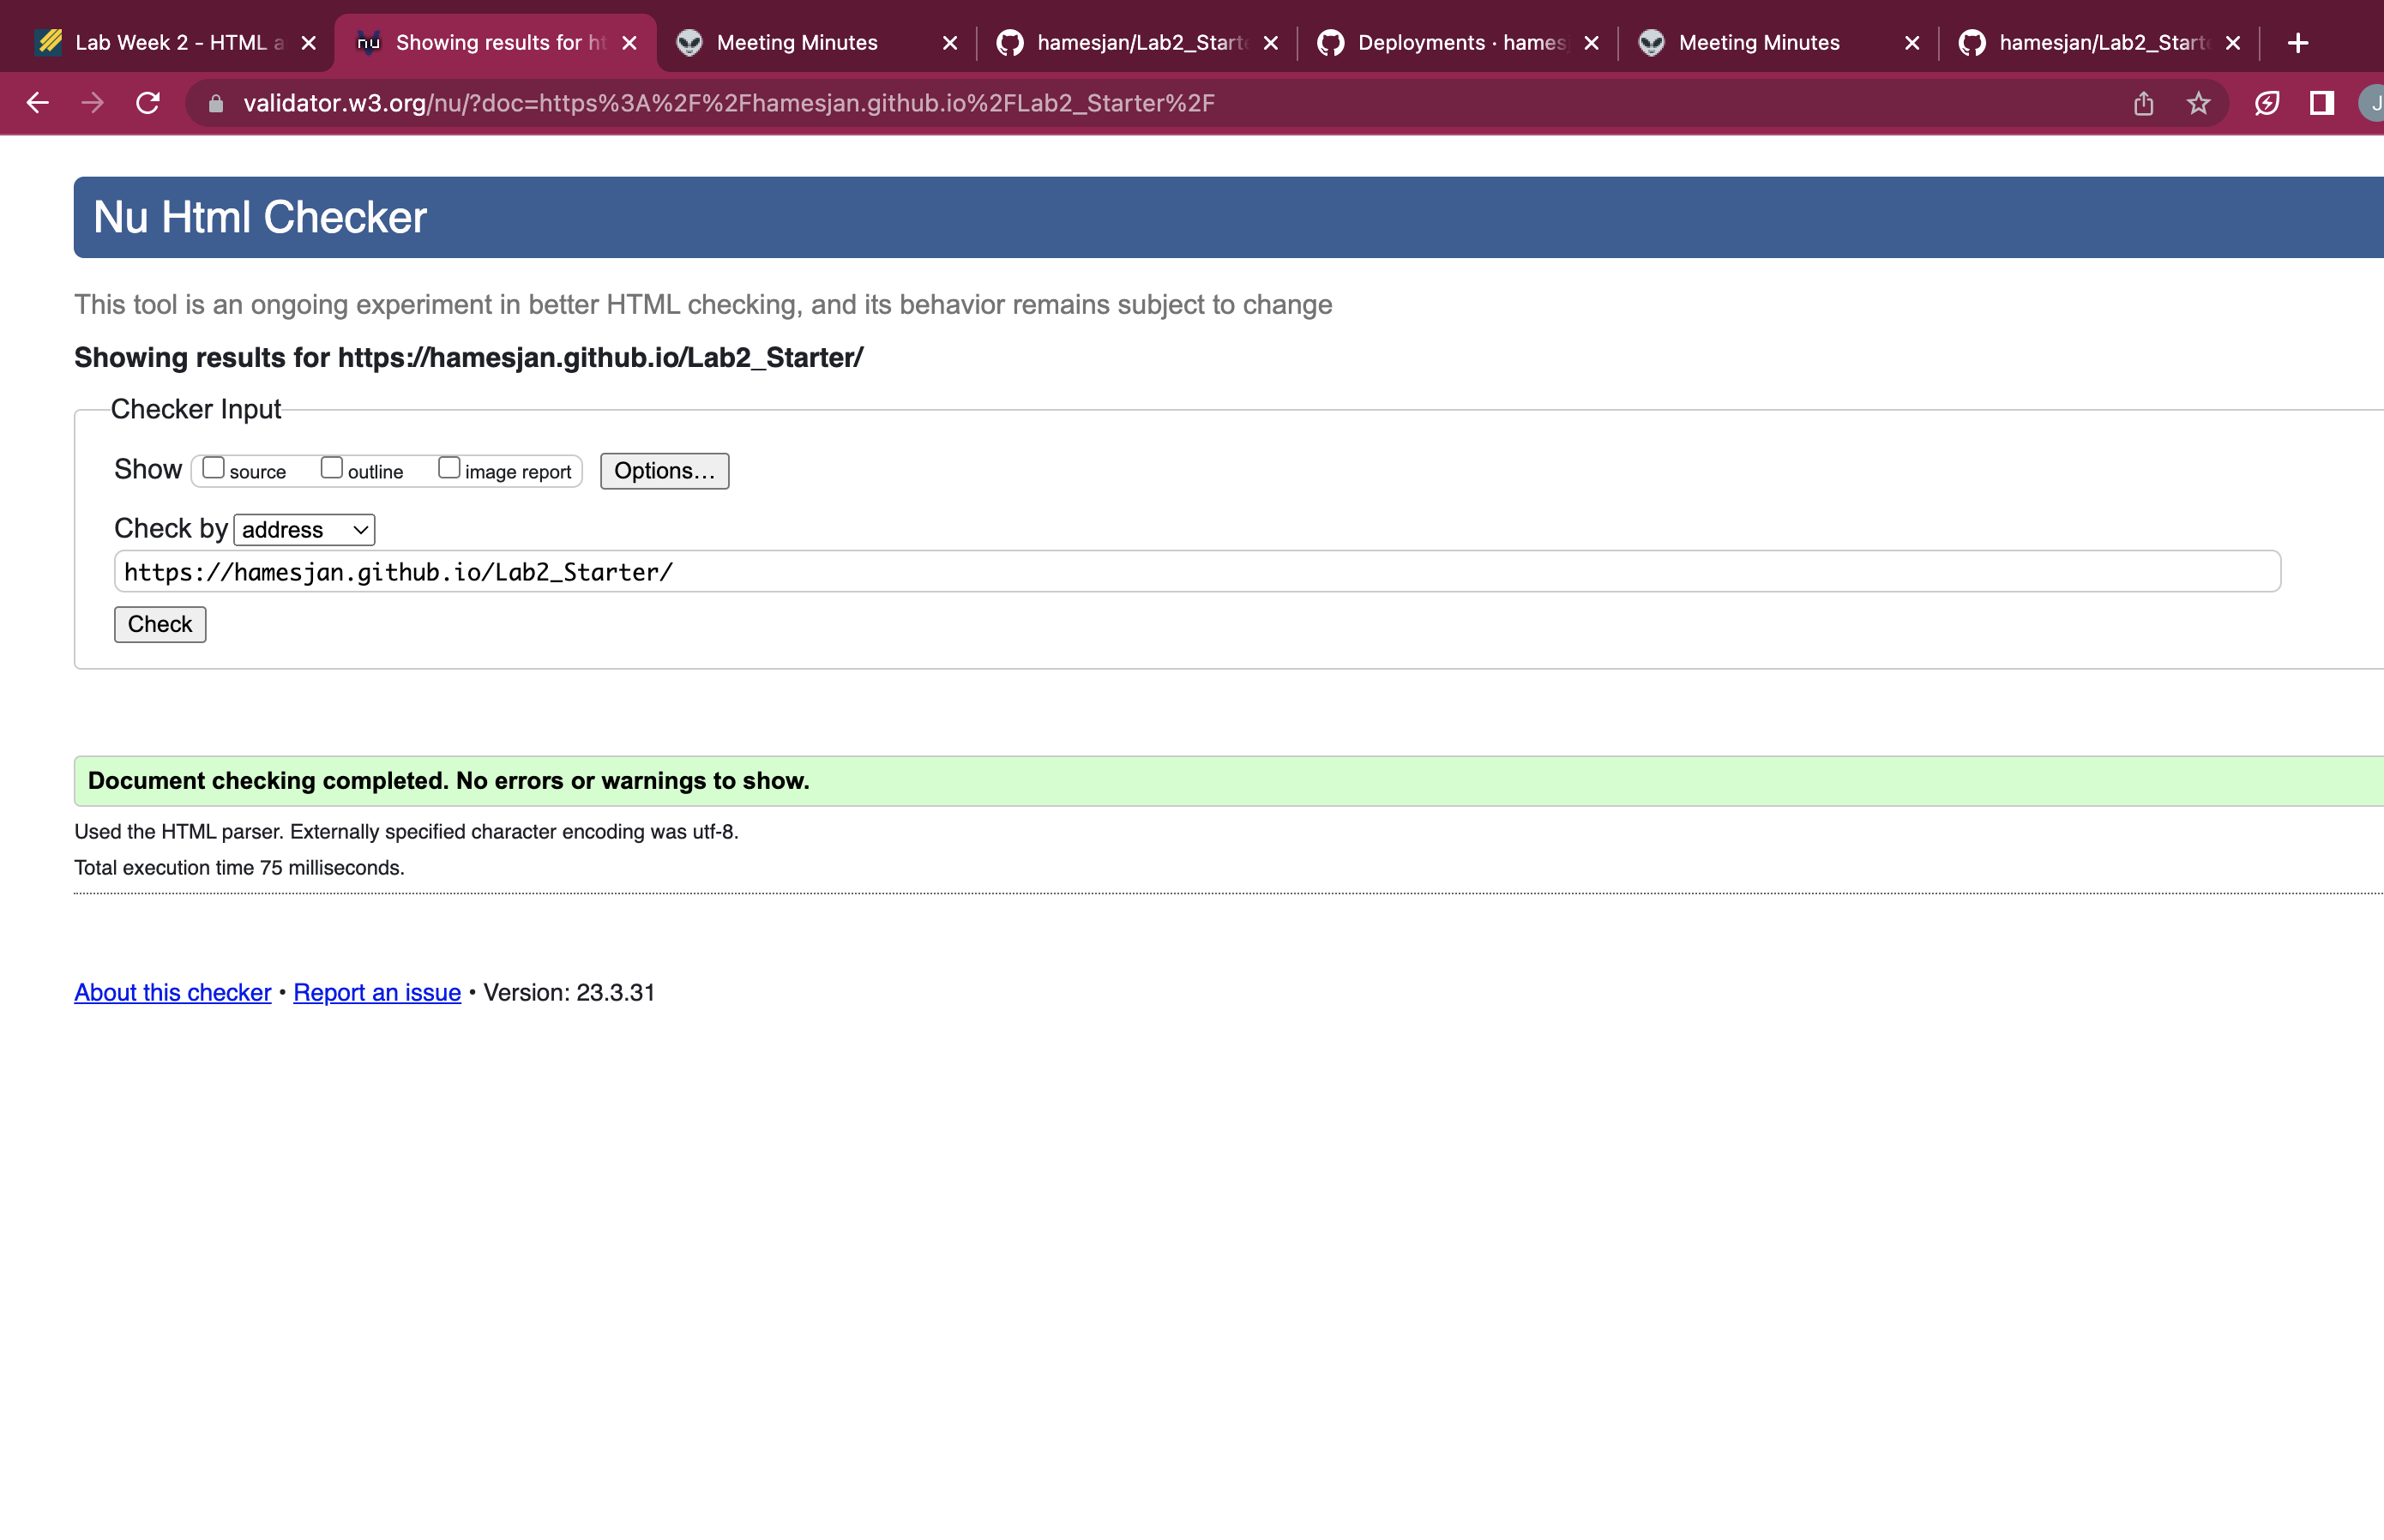 Lab Week 2 - HTML a
nu Showing results for ht
Meeting Minutes
hamesjan/Lab2_Starte
Deployments · hamesj
Meeting Minutes
hamesjan/Lab2_Starte
validator.w3.org/nu/?doc=https%3A%2F%2Fhamesjan.github.io%2FLab2_Starter%2F
J
Nu Html Checker
This tool is an ongoing experiment in better HTML checking, and its behavior remains subject to change
Showing results for https://hamesjan.github.io/Lab2_Starter/
Checker Input
Show source outline image report Options...
Check by address
https://hamesjan.github.io/Lab2_Starter/
Check
Document checking completed. No errors or warnings to show.
Used the HTML parser. Externally specified character encoding was utf-8.
Total execution time 75 milliseconds.
About this checker • Report an issue • Version: 23.3.31